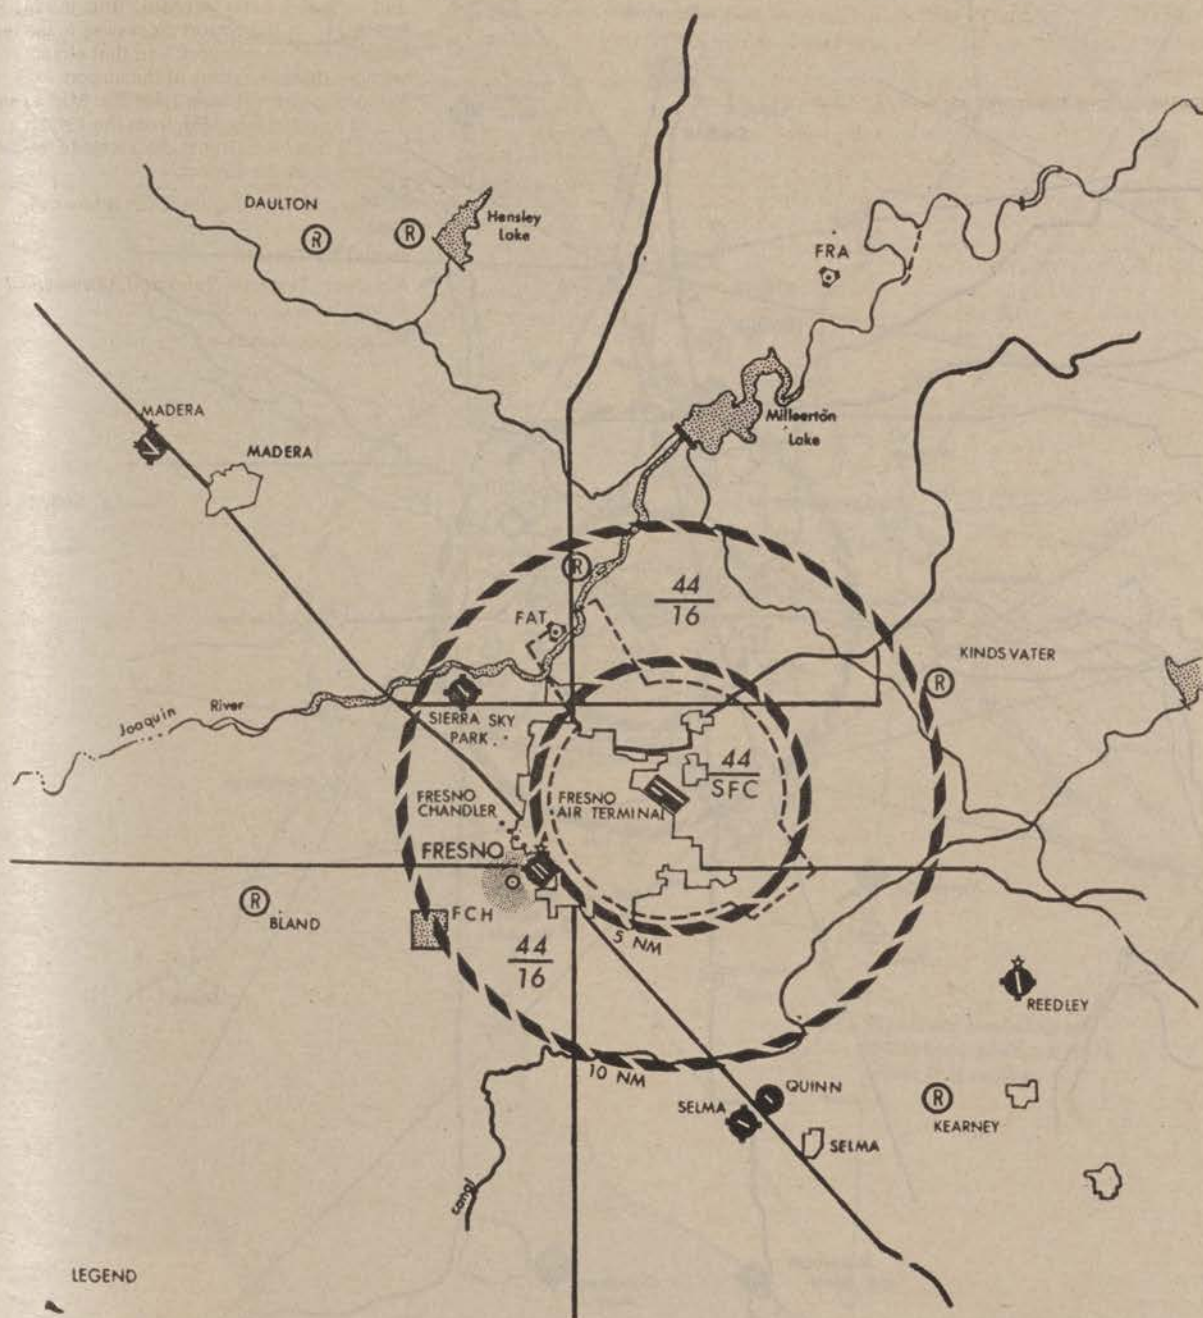 DAULTON
R
R
Hensley
Lake
FRA
MADERA
MADERA
Milleerton
Lake
R
44
16
FAT
KINDSVATER
R
Joaquin River
SIERRA SKY
PARK
44
SFC
FRESNO
CHANDLER
FRESNO
AIR TERMINAL
FRESNO
R
BLAND
FCH
44
16
5 NM
REEDLEY
10 NM
QUINN
SELMA
R
KEARNEY
SELMA
canal
LEGEND